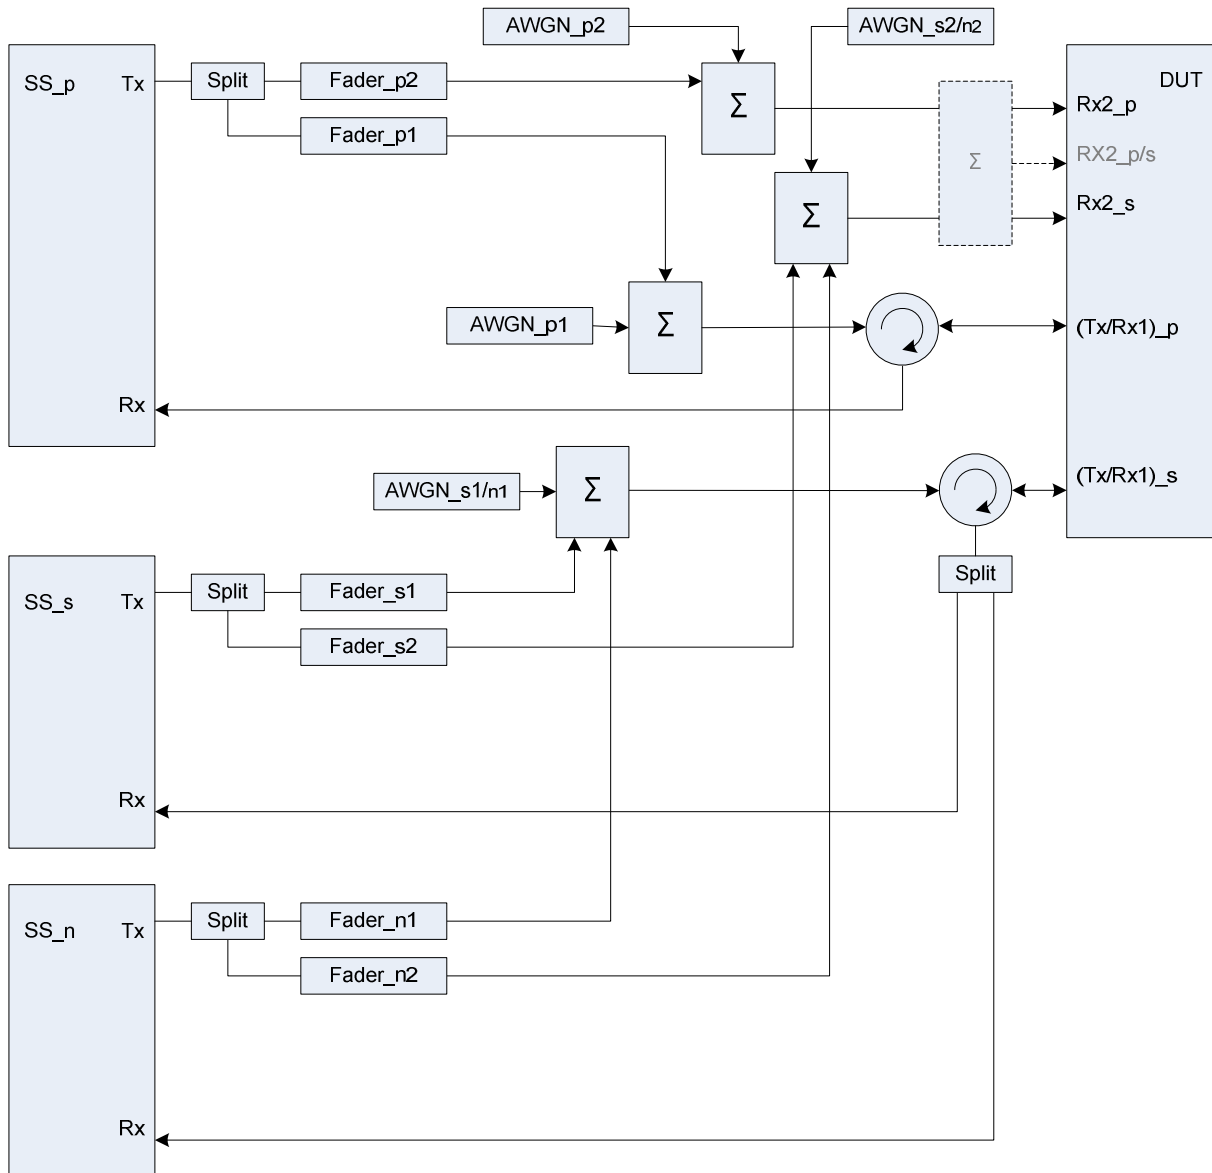 AWGN_p2
AWGN_s2/n2
SS_p
Tx
Split
Fader_p2
Σ
DUT
Rx2_p
Fader_p1
Σ
RX2_p/s
Σ
Rx2_s
AWGN_p1
Σ
(Tx/Rx1)_p
Rx
AWGN_s1/n1
Σ
(Tx/Rx1)_s
SS_s
Tx
Split
Fader_s1
Split
Fader_s2
Rx
SS_n
Tx
Split
Fader_n1
Fader_n2
Rx